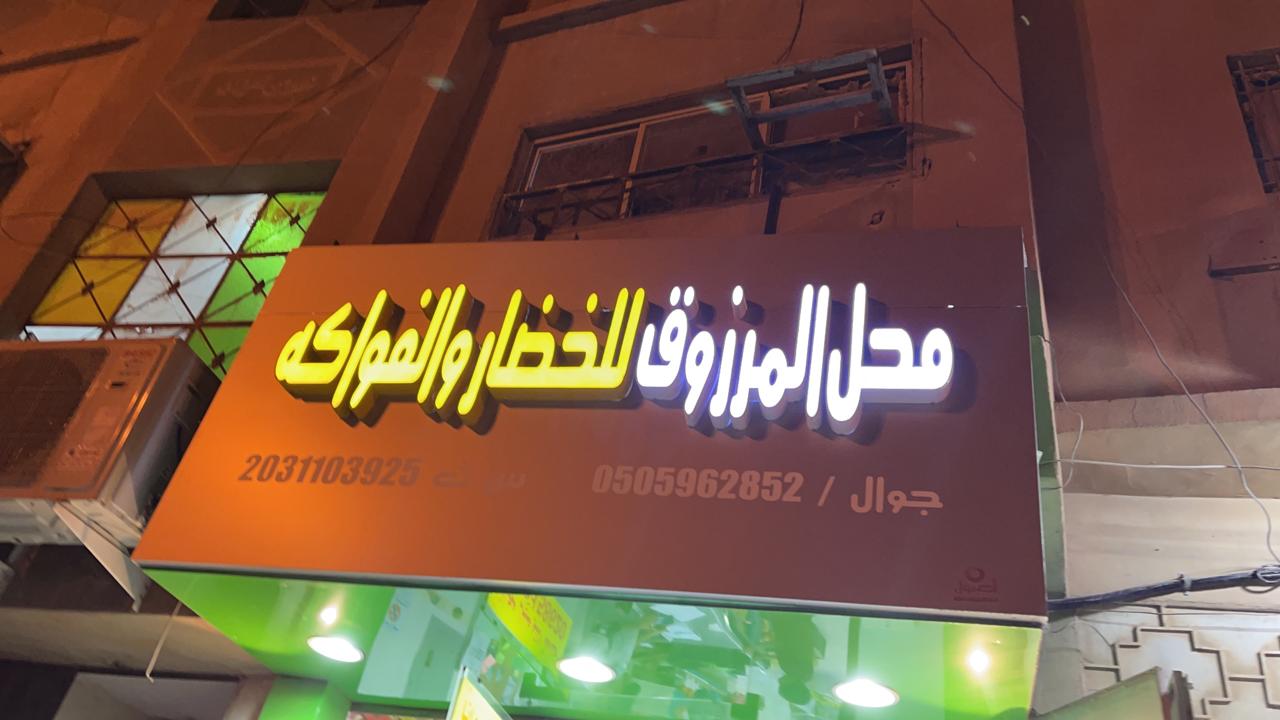 محل المرزوق للخضار والفواكه
جوال / 0505962852 س ت 2031103925